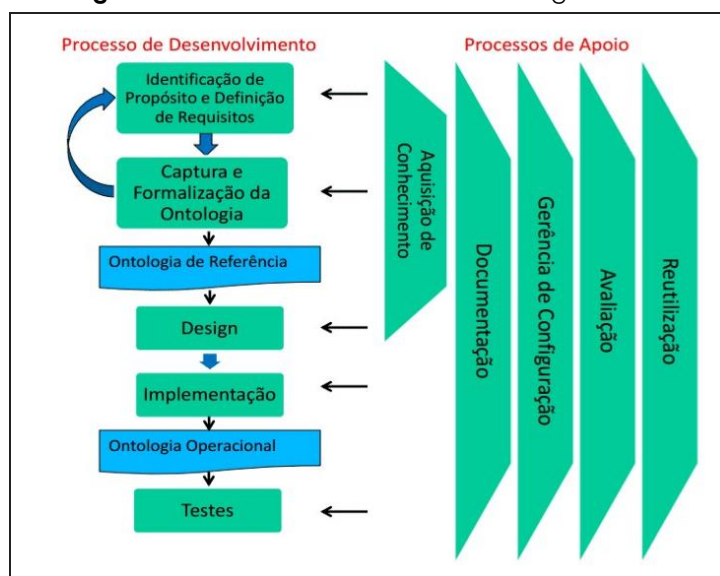 Processo de Desenvolvimento
Processos de Apoio
Identificação de
Propósito e Definição
de Requisitos
Captura e
Formalização da
Ontologia
Ontologia de Referência
Design
Implementação
Ontologia Operacional
Testes
Aquisição de
Conhecimento
Documentação
Gerência de Configuração
Avaliação
Reutilização